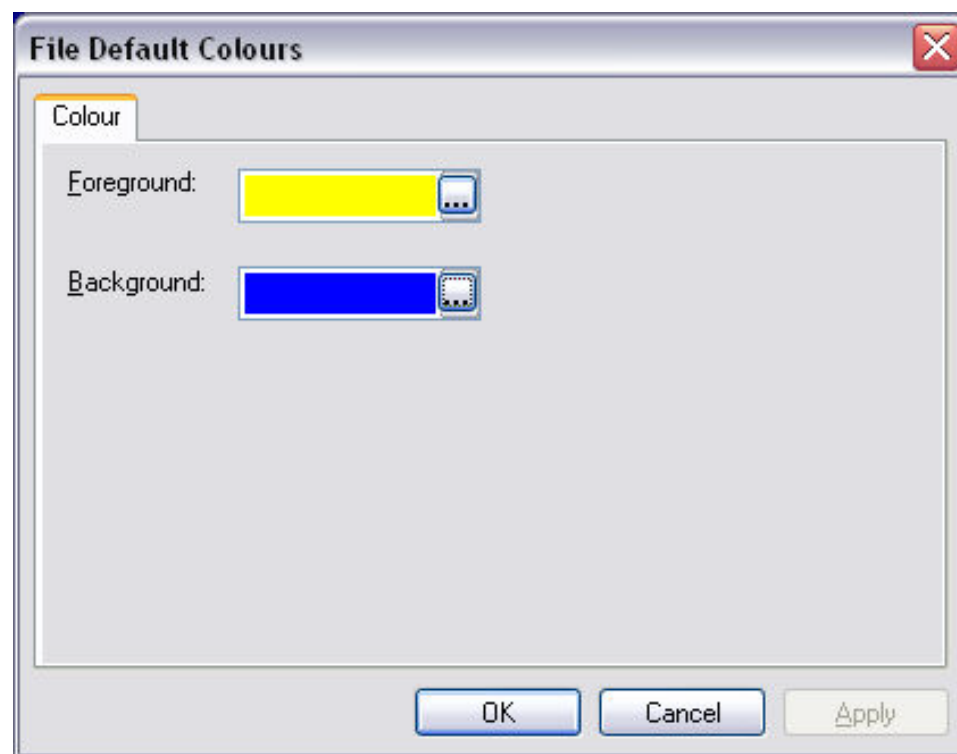 File Default Colours
Colour
Foreground:
...
Background:
...
OK Cancel Apply